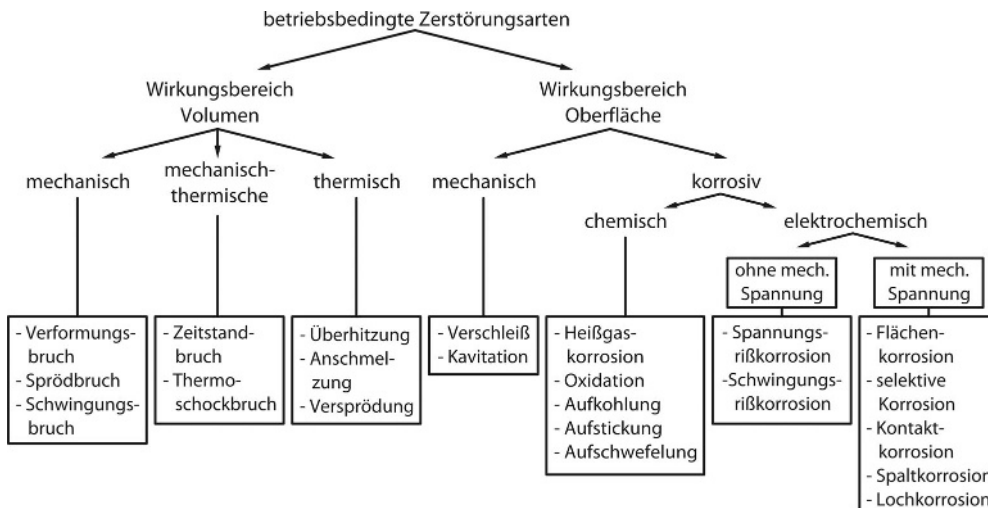 betriebsbedingte Zerstörungsarten
Wirkungsbereich
Volumen
Wirkungsbereich
Oberfläche
mechanisch
mechanisch-
thermische
thermisch
mechanisch
korrosiv
chemisch
elektrochemisch
ohne mech.
Spannung
mit mech.
Spannung
- Verformungs-
bruch
- Sprödbruch
- Schwingungs-
bruch
- Zeitstand-
bruch
- Thermo-
schockbruch
- Überhitzung
- Anschmel-
zung
- Versprödung
- Verschleiß
- Kavitation
- Heißgas-
korrosion
- Oxidation
- Aufkohlung
- Aufstickung
- Aufschwefelung
- Spannungs-
rißkorrosion
-Schwingungs-
rißkorrosion
- Flächen-
korrosion
- selektive
Korrosion
- Kontakt-
korrosion
- Spaltkorrosion
- Lochkorrosion